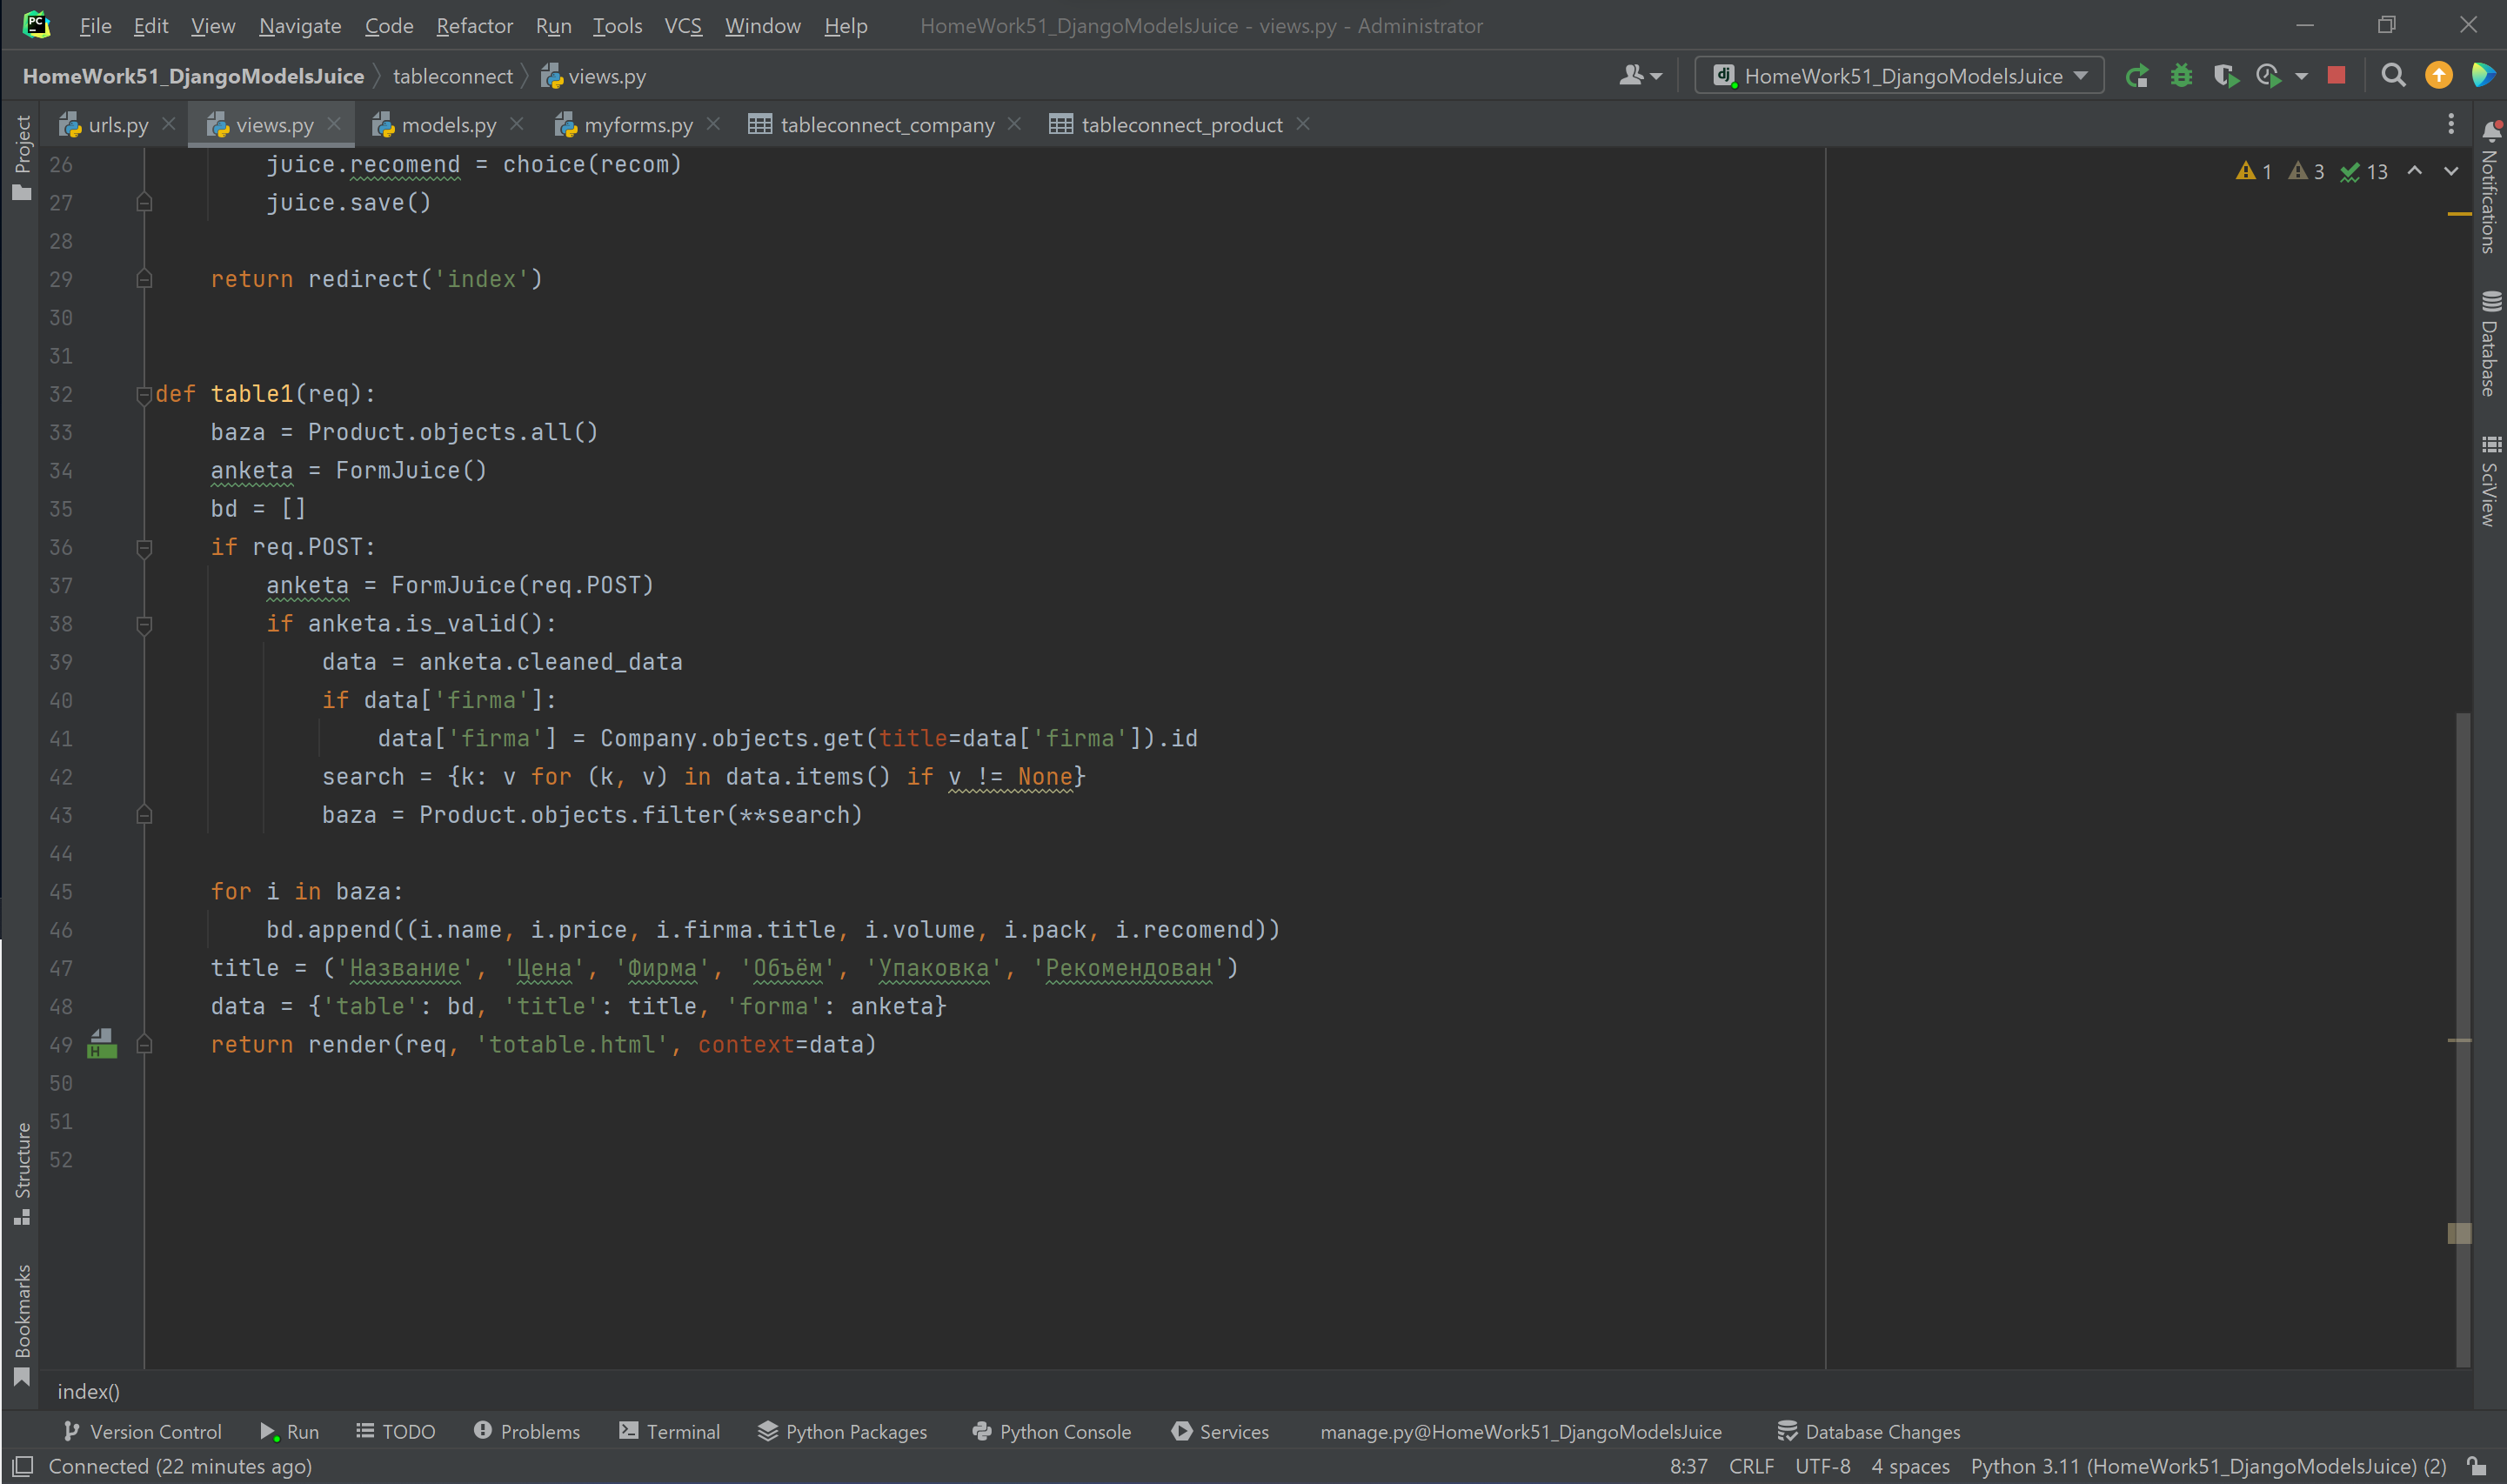 File Edit View Navigate Code Refactor Run Tools VCS Window Help HomeWork51_DjangoModelsJuice - views.py - Administrator
HomeWork51_DjangoModelsJuice tableconnect views.py HomeWork51_DjangoModelsJuice
urls.py views.py models.py myforms.py tableconnect_company tableconnect_product
Project
Structure
Bookmarks
1 3 13
26 juice.recomend = choice(recom)
27 juice.save()
28
29 return redirect('index')
30
31
32 def table1(req):
33 baza = Product.objects.all()
34 anketa = FormJuice()
35 bd = []
36 if req.POST:
37 anketa = FormJuice(req.POST)
38 if anketa.is_valid():
39 data = anketa.cleaned_data
40 if data['firma']:
41 data['firma'] = Company.objects.get(title=data['firma']).id
42 search = {k: v for (k, v) in data.items() if v != None}
43 baza = Product.objects.filter(**search)
44
45 for i in baza:
46 bd.append((i.name, i.price, i.firma.title, i.volume, i.pack, i.recomend))
47 title = ('Название', 'Цена', 'Фирма', 'Объём', 'Упаковка', 'Рекомендован')
48 data = {'table': bd, 'title': title, 'forma': anketa}
49 return render(req, 'totable.html', context=data)
50
51
52
Notifications
Database
SciView
index()
Version Control Run TODO Problems Terminal Python Packages Python Console Services manage.py@HomeWork51_DjangoModelsJuice Database Changes
Connected (22 minutes ago) 8:37 CRLF UTF-8 4 spaces Python 3.11 (HomeWork51_DjangoModelsJuice) (2)